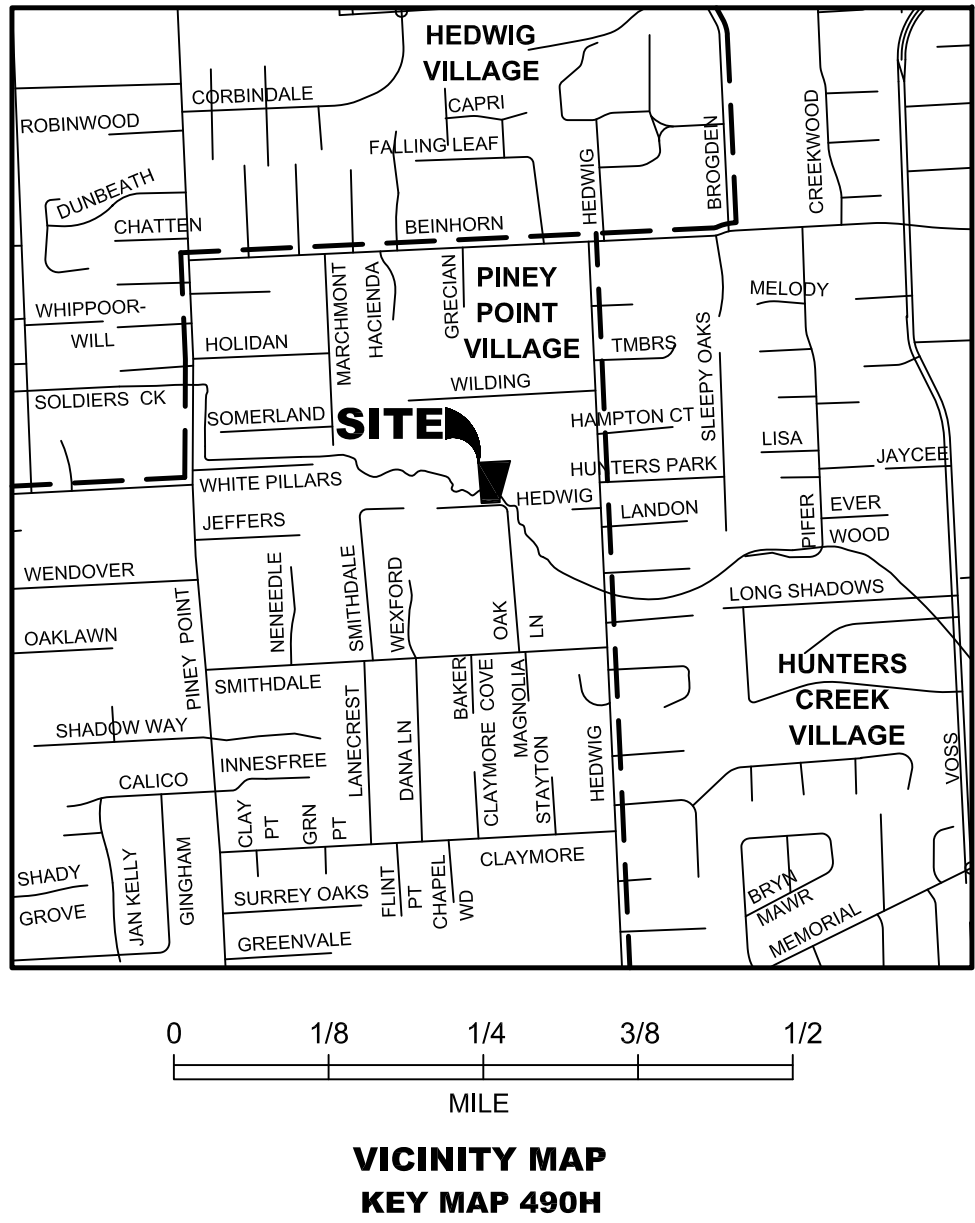 HEDWIG
VILLAGE
CORBINDALE
CAPRI
ROBINWOOD
FALLING LEAF
HEDWIG
BROGDEN
CREEKWOOD
DUNBEATH
CHATTEN
BEINHORN
PINEY
POINT
VILLAGE
MARCHMONT
HACIENDA
GRECIAN
MELODY
WHIPPOOR-
WILL
HOLIDAN
TMBRS
SLEEPY OAKS
WILDING
SOLDIERS CK
SOMERLAND
SITE
HAMPTON CT
LISA
JAYCEE
HUNTERS PARK
WHITE PILLARS
HEDWIG
LANDON
PIFER
EVER
WOOD
JEFFERS
WENDOVER
NENEEDLE
SMITHDALE
WEXFORD
OAK
LN
LONG SHADOWS
OAKLAWN
PINEY POINT
SMITHDALE
BAKER
CLAYMORE COVE
MAGNOLIA
HUNTERS
CREEK
VILLAGE
SHADOW WAY
INNESFREE
LANECREST
DANA LN
STAYTON
HEDWIG
VOSS
CALICO
CLAY
PT
GRN
PT
CLAYMORE
SHADY
GROVE
JAN KELLY
GINGHAM
SURREY OAKS
FLINT
PT
CHAPEL
WD
BRYN
MAWR
MEMORIAL
GREENVALE
0 1/8 1/4 3/8 1/2
MILE
VICINITY MAP
KEY MAP 490H